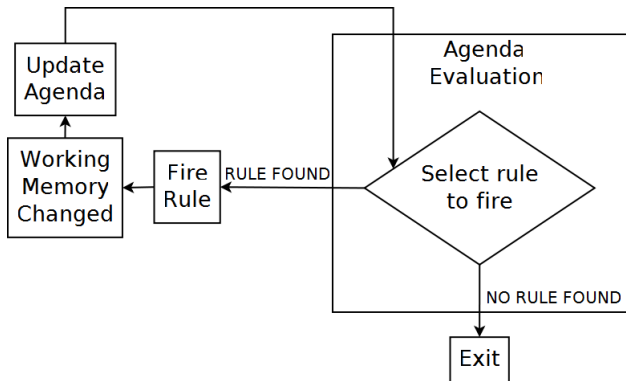 Agenda
Evaluation
Update
Agenda
Working
Memory
Changed
Fire
Rule
RULE FOUND
Select rule
to fire
NO RULE FOUND
Exit